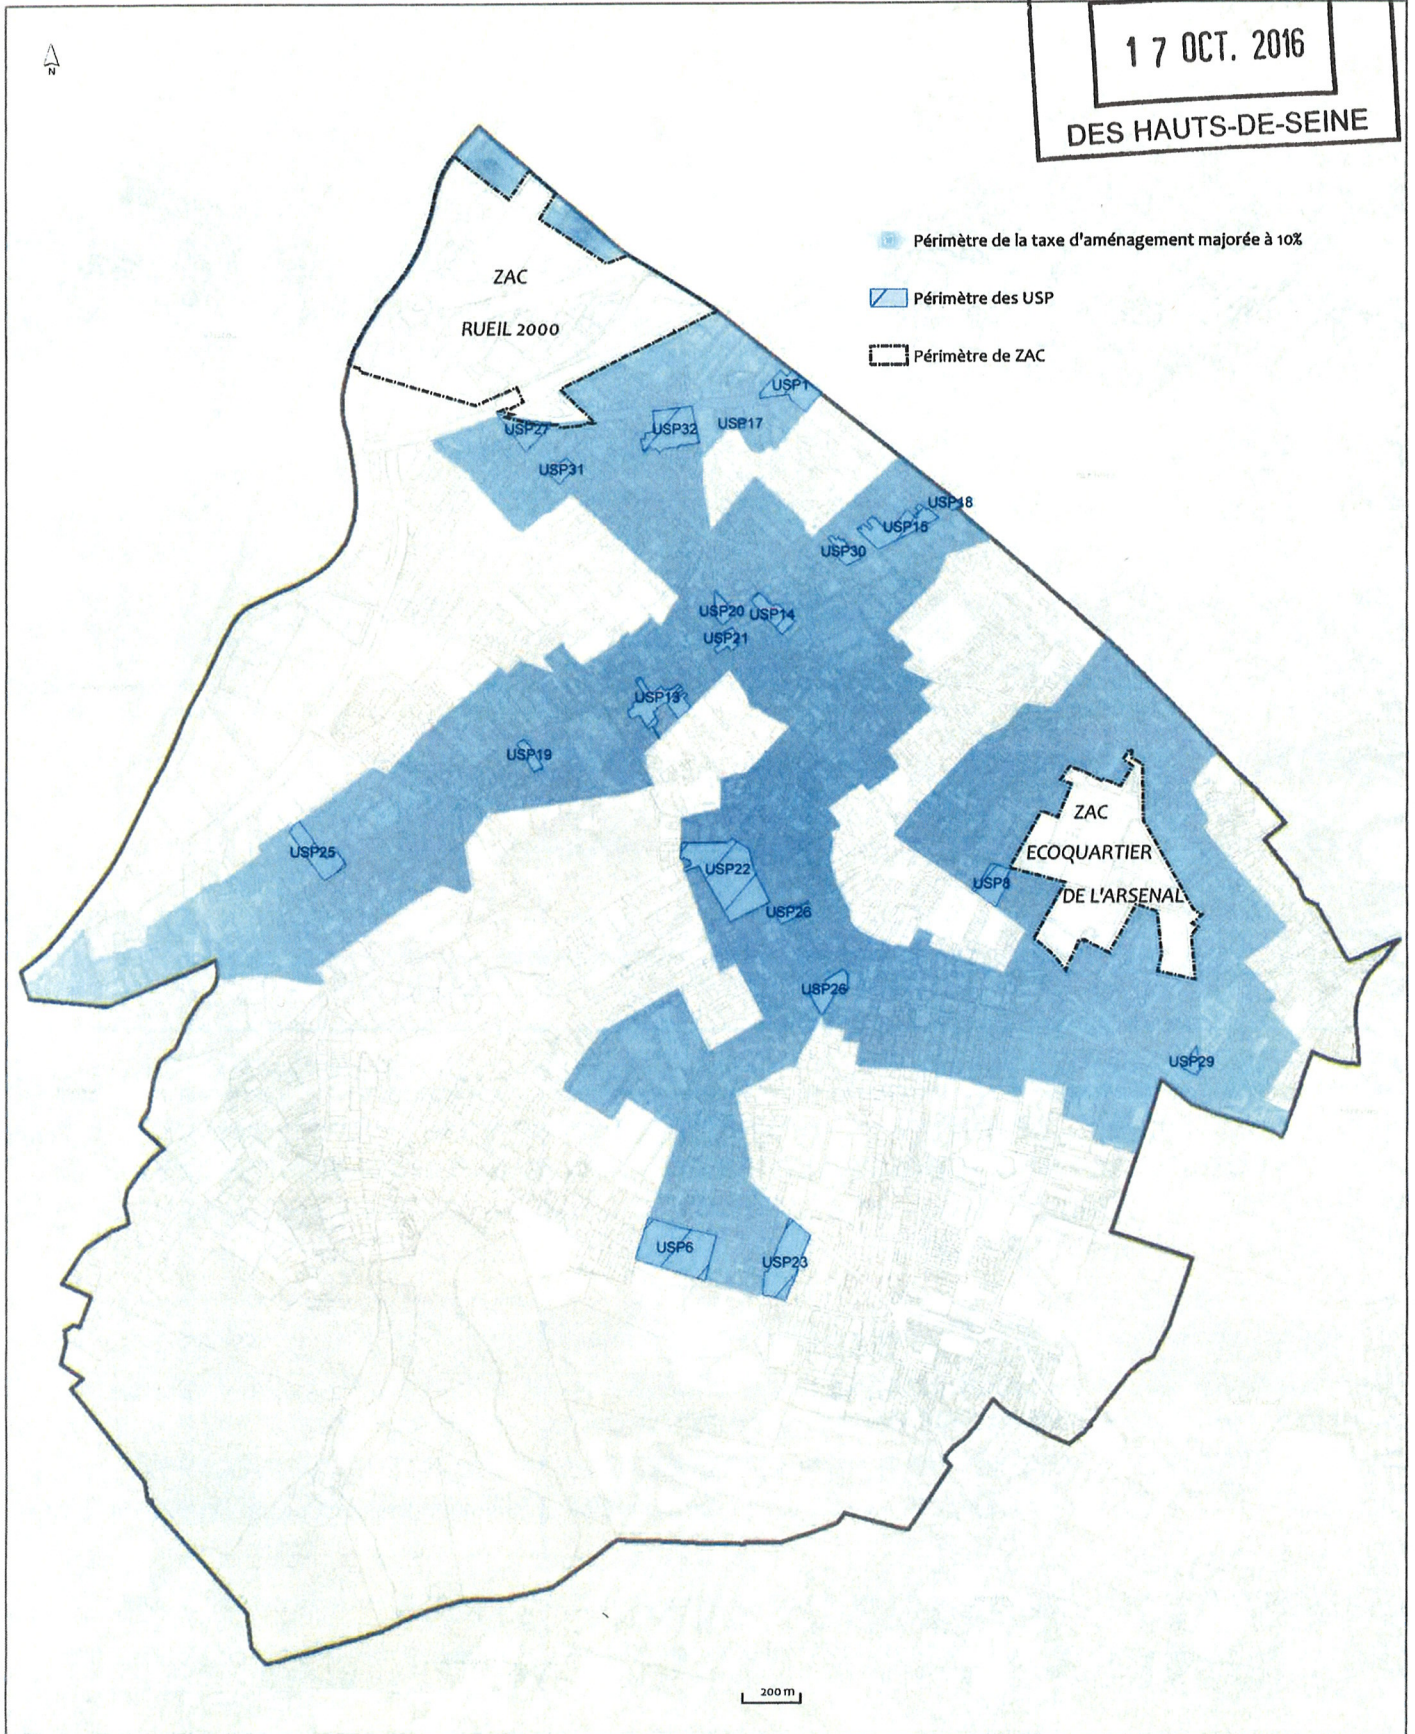 N
17 OCT. 2016
DES HAUTS-DE-SEINE
Périmètre de la taxe d'aménagement majorée à 10%
Périmètre des USP
Périmètre de ZAC
ZAC
RUEIL 2000
USP1
USP27
USP32
USP17
USP31
USP18
USP15
USP30
USP20
USP14
USP21
USP13
USP19
USP25
ZAC
ECOQUARTIER
DE L'ARSENAL
USP22
USP8
USP26
USP26
USP29
USP6
USP23
200 m